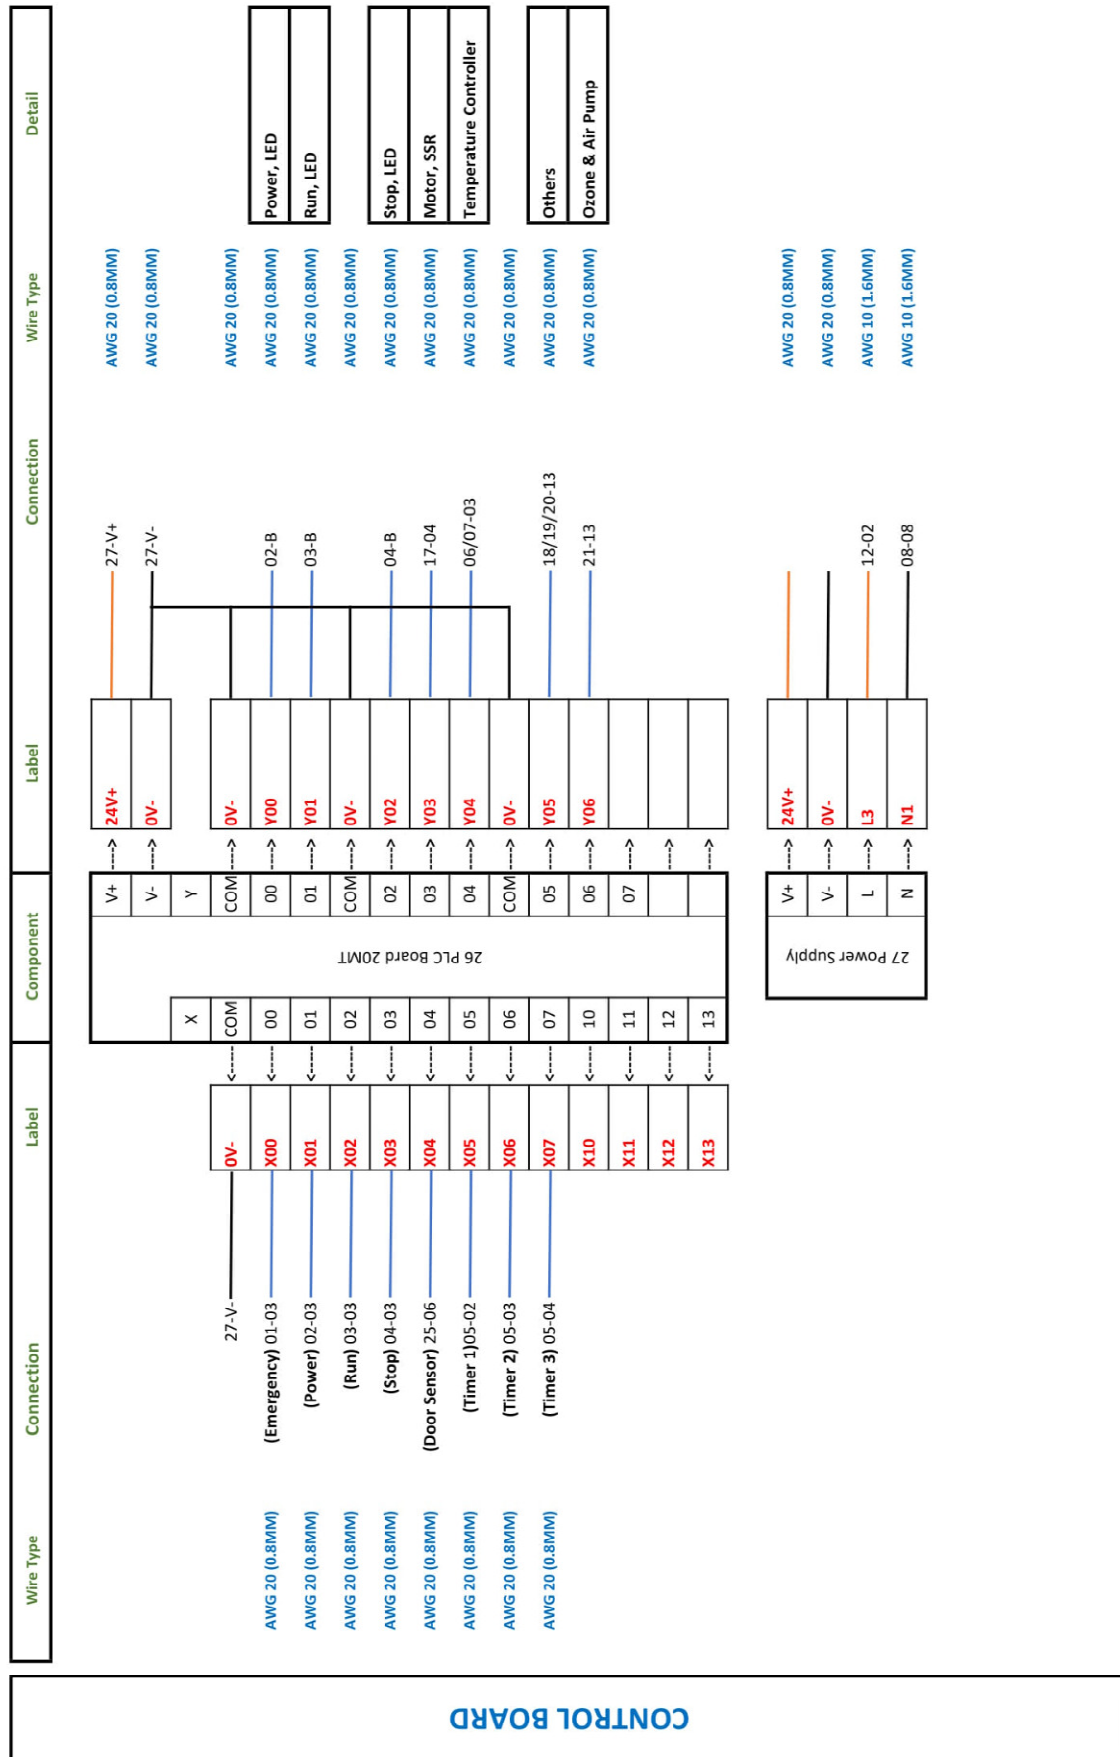 CONTROL BOARD
Wire Type Connection Label Component Label Connection Wire Type Detail
V+ ----> 24V+ 27-V+ AWG 20 (0.8MM)
V- ----> 0V- 27-V- AWG 20 (0.8MM)
X Y
27-V- 0V- <---- COM COM ----> 0V- AWG 20 (0.8MM)
AWG 20 (0.8MM) (Emergency) 01-03 X00 <---- 00 00 ----> Y00 02-B AWG 20 (0.8MM) Power, LED
AWG 20 (0.8MM) (Power) 02-03 X01 <---- 01 01 ----> Y01 03-B AWG 20 (0.8MM) Run, LED
AWG 20 (0.8MM) (Run) 03-03 X02 <---- 02 COM ----> 0V- AWG 20 (0.8MM)
26 PLC Board 20MT
AWG 20 (0.8MM) (Stop) 04-03 X03 <---- 03 02 ----> Y02 04-B AWG 20 (0.8MM) Stop, LED
AWG 20 (0.8MM) (Door Sensor) 25-06 X04 <---- 04 03 ----> Y03 17-04 AWG 20 (0.8MM) Motor, SSR
AWG 20 (0.8MM) (Timer 1)05-02 X05 <---- 05 04 ----> Y04 06/07-03 AWG 20 (0.8MM) Temperature Controller
AWG 20 (0.8MM) (Timer 2) 05-03 X06 <---- 06 COM ----> 0V- AWG 20 (0.8MM)
AWG 20 (0.8MM) (Timer 3) 05-04 X07 <---- 07 05 ----> Y05 18/19/20-13 AWG 20 (0.8MM) Others
X10 <---- 10 06 ----> Y06 21-13 AWG 20 (0.8MM) Ozone & Air Pump
X11 <---- 11 07 ---->
X12 <---- 12 ---->
X13 <---- 13 ---->
V+ ----> 24V+ AWG 20 (0.8MM)
V- ----> 0V- AWG 20 (0.8MM)
27 Power Supply
L ----> L3 12-02 AWG 10 (1.6MM)
N ----> N1 08-08 AWG 10 (1.6MM)